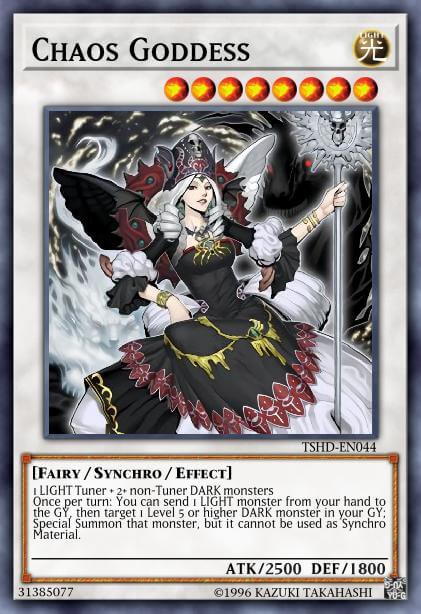 Chaos Goddess
LIGHT
光
TSHD-EN044
[Fairy / Synchro / Effect]
1 LIGHT Tuner + 2+ non-Tuner DARK monsters
Once per turn: You can send 1 LIGHT monster from your hand to
the GY, then target 1 Level 5 or higher DARK monster in your GY;
Special Summon that monster, but it cannot be used as Synchro
Material.
ATK/2500 DEF/1800
31385077
©1996 KAZUKI TAKAHASHI